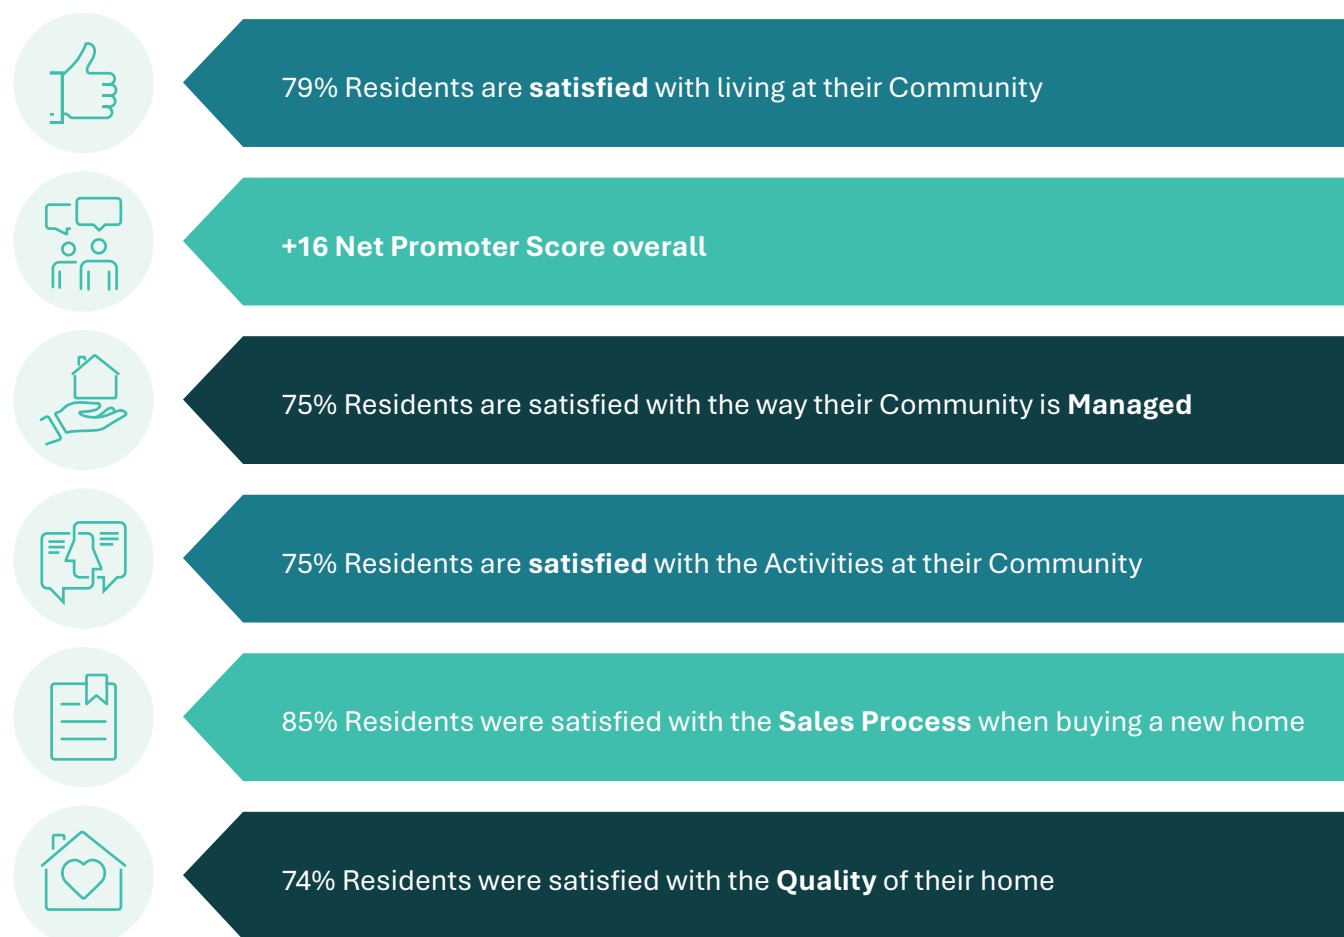 79% Residents are satisfied with living at their Community
+16 Net Promoter Score overall
75% Residents are satisfied with the way their Community is Managed
75% Residents are satisfied with the Activities at their Community
85% Residents were satisfied with the Sales Process when buying a new home
74% Residents were satisfied with the Quality of their home